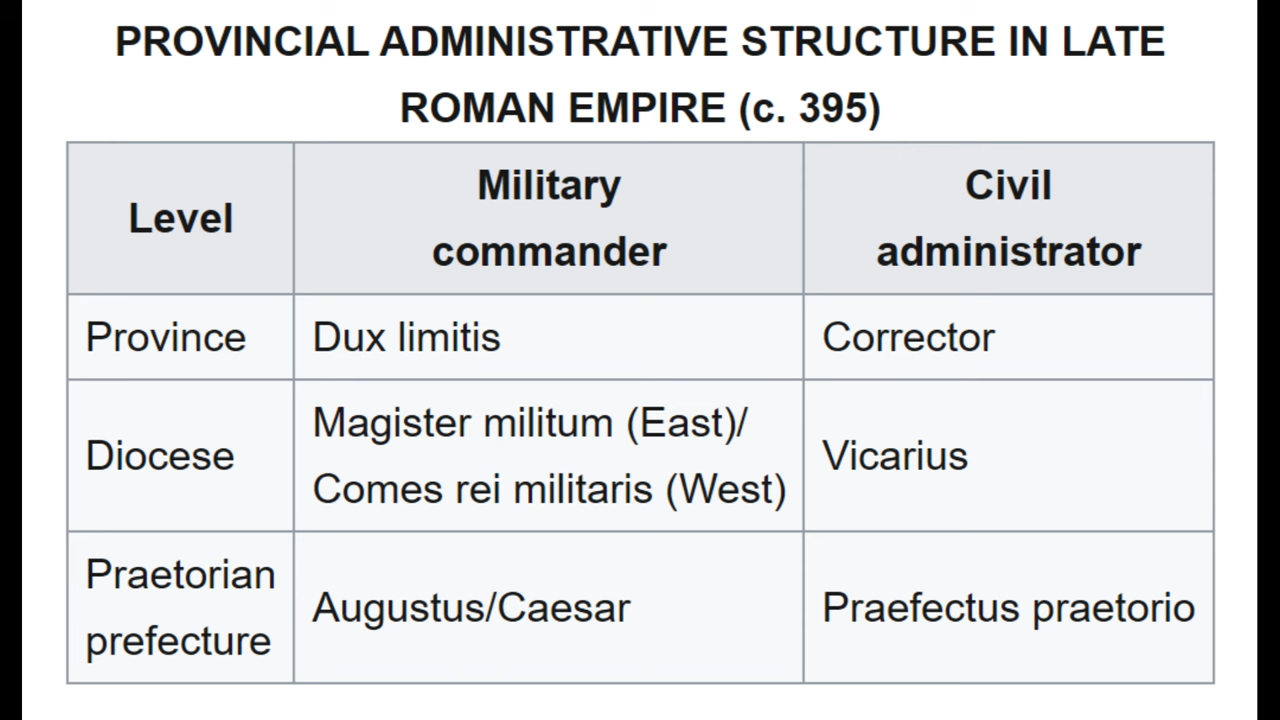 PROVINCIAL ADMINISTRATIVE STRUCTURE IN LATE
ROMAN EMPIRE (c. 395)
Level
Military
commander
Civil
administrator
Province
Dux limitis
Corrector
Diocese
Magister militum (East)/
Comes rei militaris (West)
Vicarius
Praetorian
prefecture
Augustus/Caesar
Praefectus praetorio